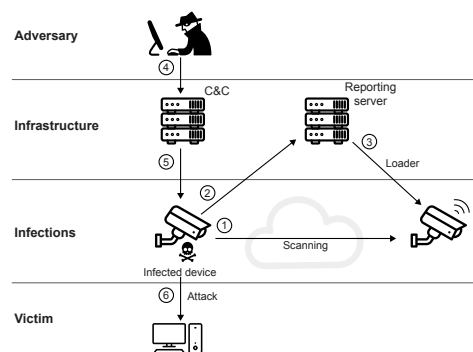 Adversary
4
C&C
Reporting
server
Infrastructure
3
Loader
5
2
1
Infections
Scanning
Infected device
6 Attack
Victim